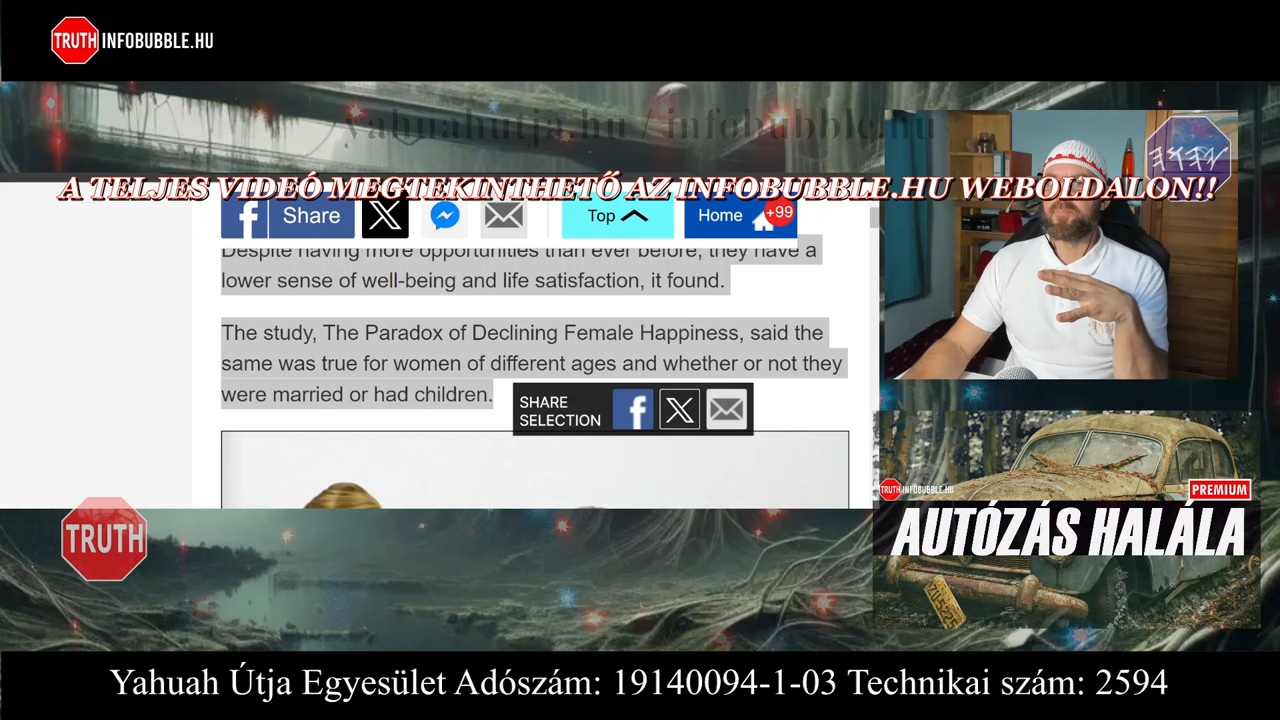 TRUTH INFOBUBBLE.HU
yahuahutja.hu / infobubble.hu
A TELJES VIDEÓ MEGTEKINTHETŐ AZ INFOBUBBLE.HU WEBOLDALON!!
Share
Top
Home
+99
Despite having more opportunities than ever before, they have a
lower sense of well-being and life satisfaction, it found.
The study, The Paradox of Declining Female Happiness, said the
same was true for women of different ages and whether or not they
were married or had children.
SHARE
SELECTION
TRUTH
TRUTH INFOBUBBLE.HU
PREMIUM
AUTÓZÁS HALÁLA
Yahuah Útja Egyesület Adószám: 19140094-1-03 Technikai szám: 2594